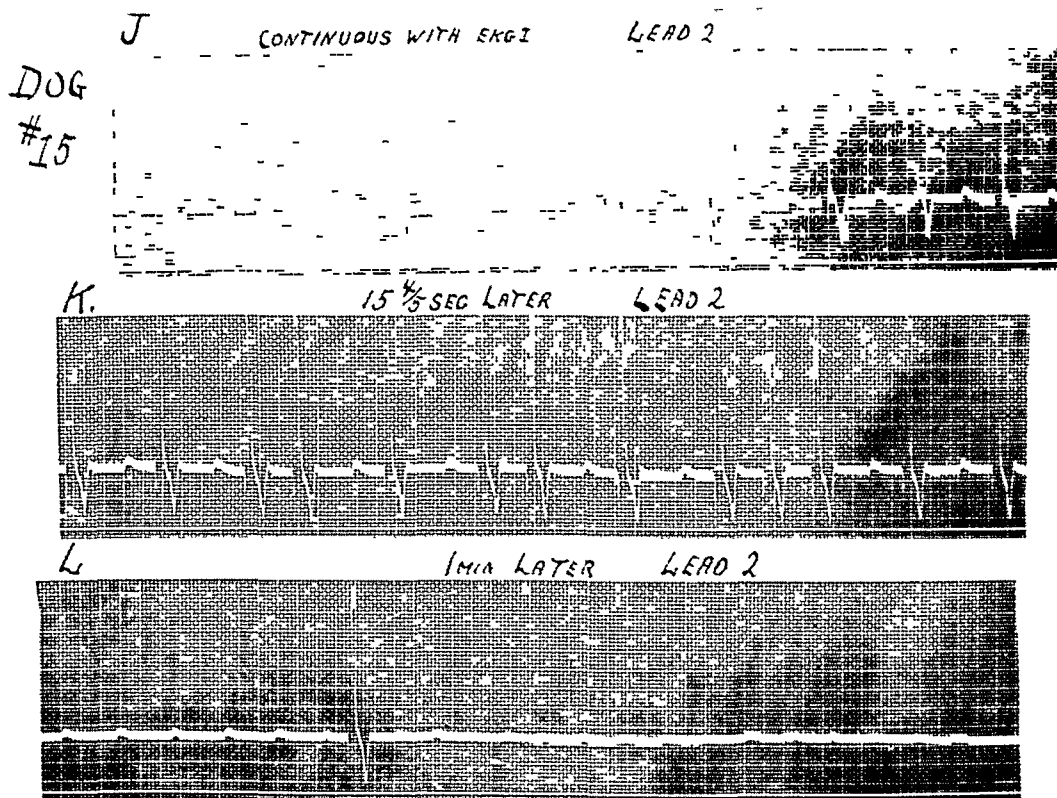 J CONTINUOUS WITH EKG I LEAD 2
DOG
#15
K. 15 4/5 SEC LATER LEAD 2
L 1 MIN LATER LEAD 2